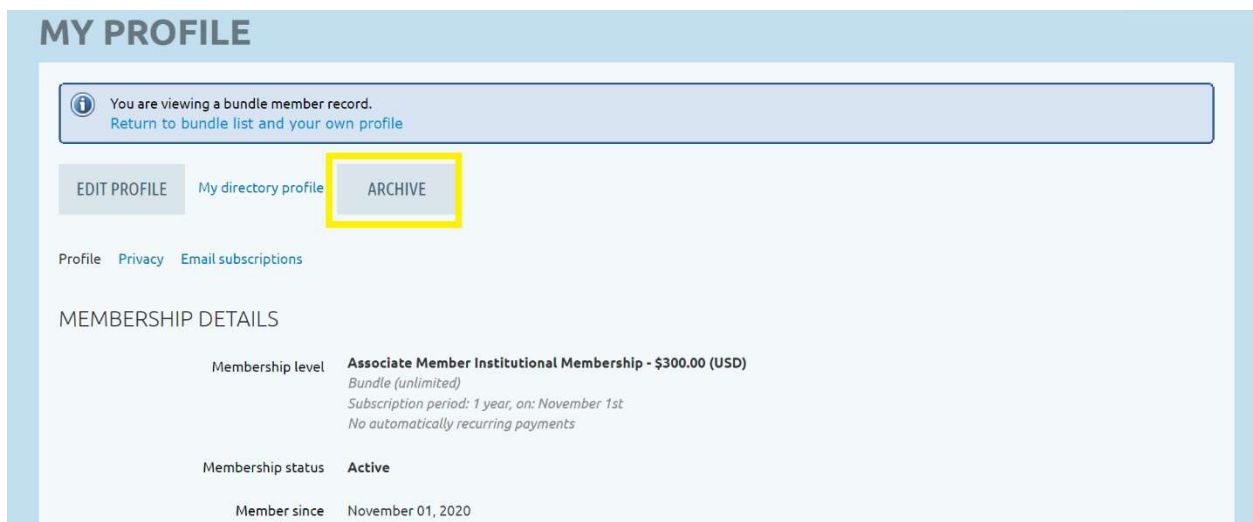 MY PROFILE
You are viewing a bundle member record.
Return to bundle list and your own profile
EDIT PROFILE My directory profile ARCHIVE
Profile Privacy Email subscriptions
MEMBERSHIP DETAILS
Membership level Associate Member Institutional Membership - $300.00 (USD)
Bundle (unlimited)
Subscription period: 1 year, on: November 1st
No automatically recurring payments
Membership status Active
Member since November 01, 2020